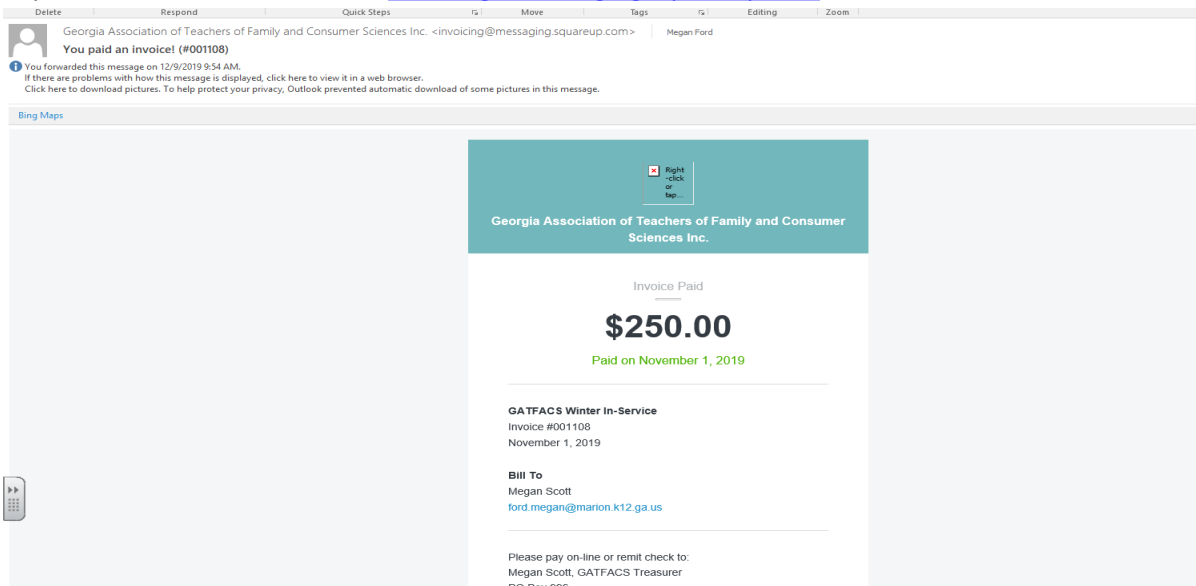 Delete Respond Quick Steps Move Tags Editing Zoom
Georgia Association of Teachers of Family and Consumer Sciences Inc. <invoicing@messaging.squareup.com> Megan Ford
You paid an invoice! (#001108)
You forwarded this message on 12/9/2019 9:54 AM.
If there are problems with how this message is displayed, click here to view it in a web browser.
Click here to download pictures. To help protect your privacy, Outlook prevented automatic download of some pictures in this message.
Bing Maps
Right
-click
or
tap...
Georgia Association of Teachers of Family and Consumer
Sciences Inc.
Invoice Paid
$250.00
Paid on November 1, 2019
GATFACS Winter In-Service
Invoice #001108
November 1, 2019
Bill To
Megan Scott
ford.megan@marion.k12.ga.us
Please pay on-line or remit check to:
Megan Scott, GATFACS Treasurer